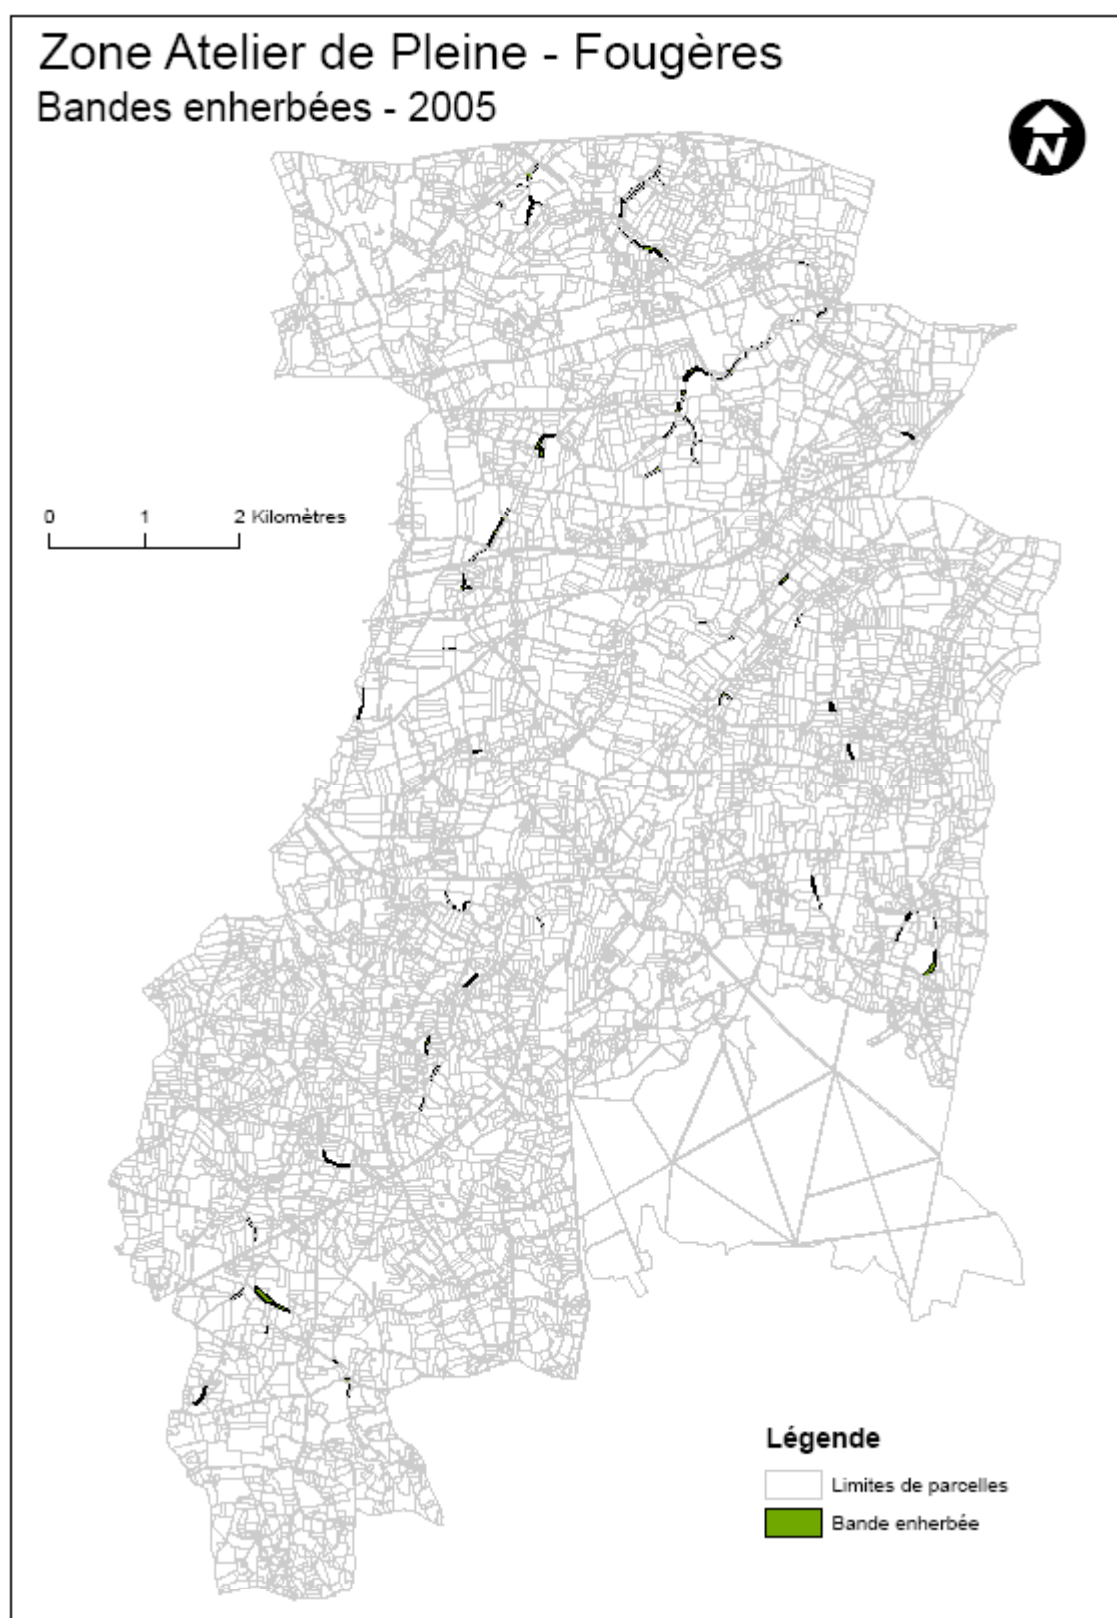 Zone Atelier de Pleine - Fougères
Bandes enherbées - 2005
N
0 1 2 Kilomètres
Légende
Limites de parcelles
Bande enherbée